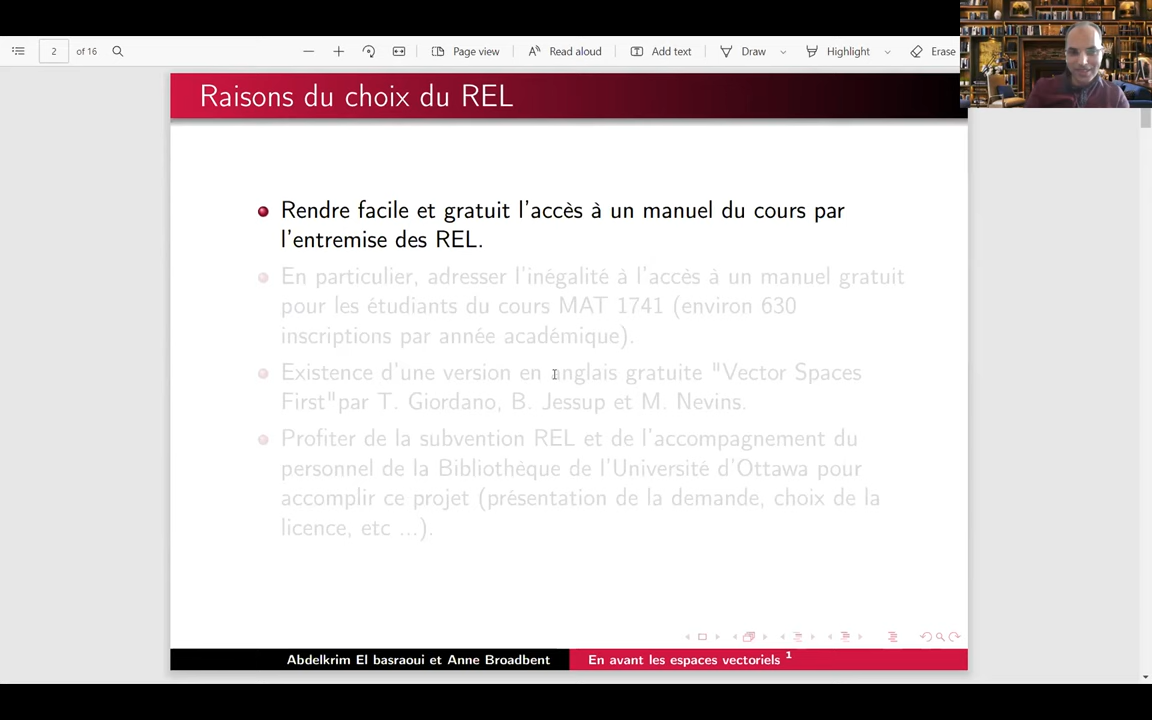 2 of 16 Page view Read aloud Add text Draw Highlight Erase
Raisons du choix du REL
Rendre facile et gratuit l'accès à un manuel du cours par
l'entremise des REL.
En particulier, adresser l'inégalité à l'accès à un manuel gratuit
pour les étudiants du cours MAT 1741 (environ 630
inscriptions par année académique).
Existence d'une version en anglais gratuite "Vector Spaces
First"par T. Giordano, B. Jessup et M. Nevins.
Profiter de la subvention REL et de l'accompagnement du
personnel de la Bibliothèque de l'Université d'Ottawa pour
accomplir ce projet (présentation de la demande, choix de la
licence, etc ...).
Abdelkrim El basraoui et Anne Broadbent En avant les espaces vectoriels 1